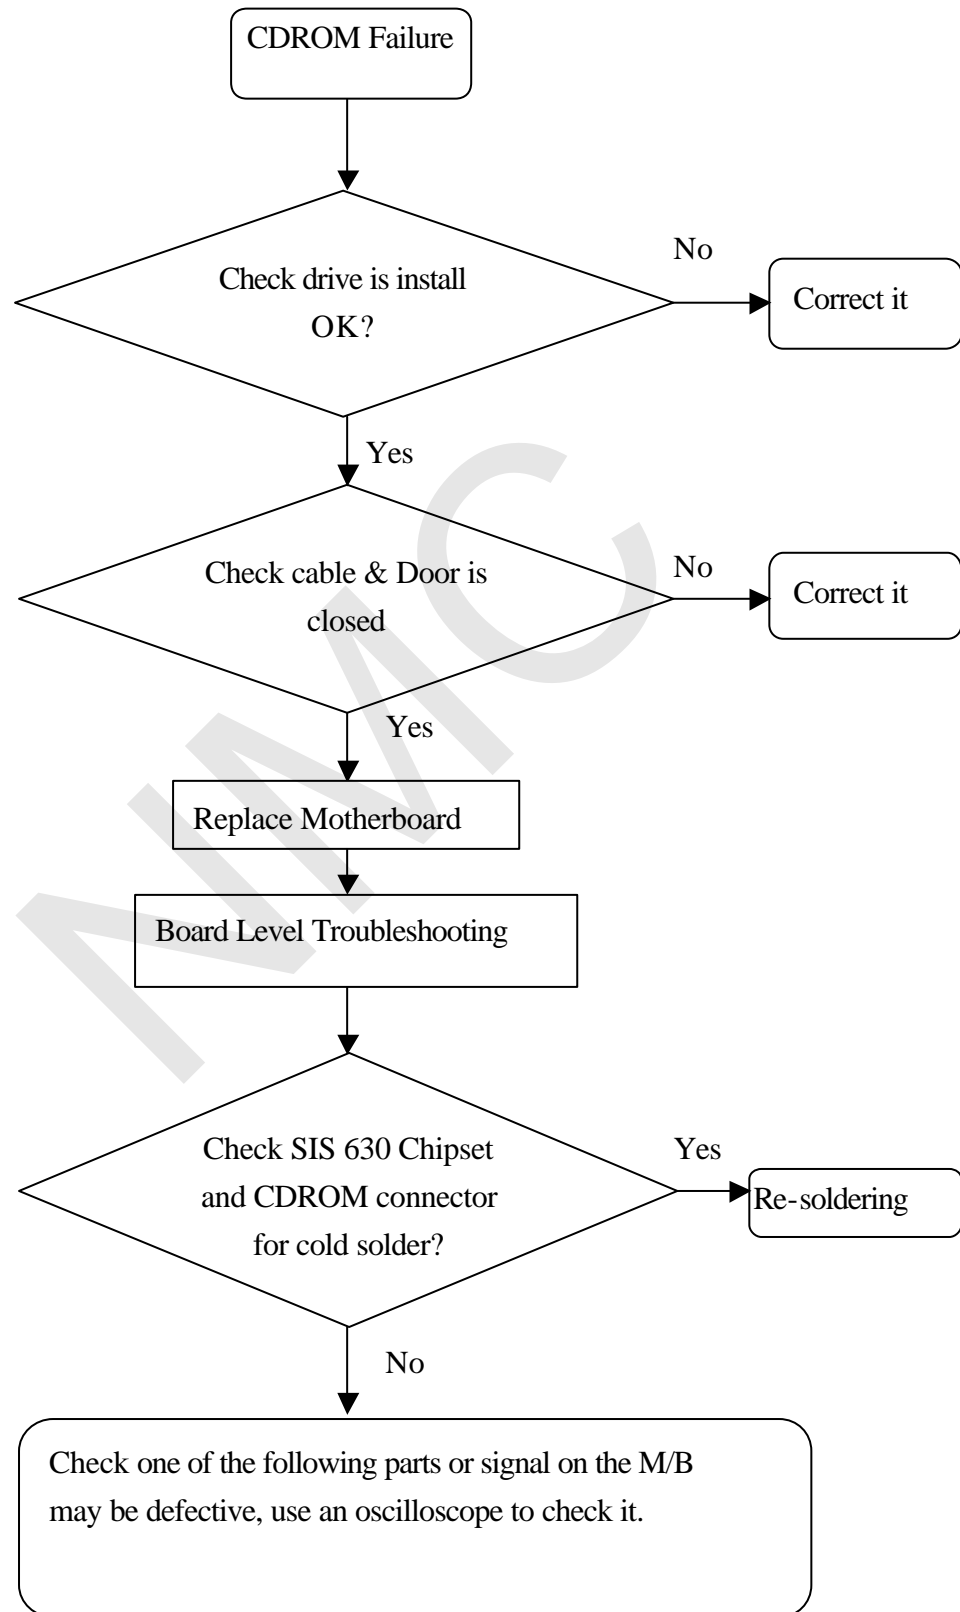 CDROM Failure
Check drive is install
OK?
No
Correct it
Yes
Check cable & Door is
closed
No
Correct it
Yes
Replace Motherboard
Board Level Troubleshooting
Check SIS 630 Chipset
and CDROM connector
for cold solder?
Yes
Re-soldering
No
Check one of the following parts or signal on the M/B
may be defective, use an oscilloscope to check it.
NMC